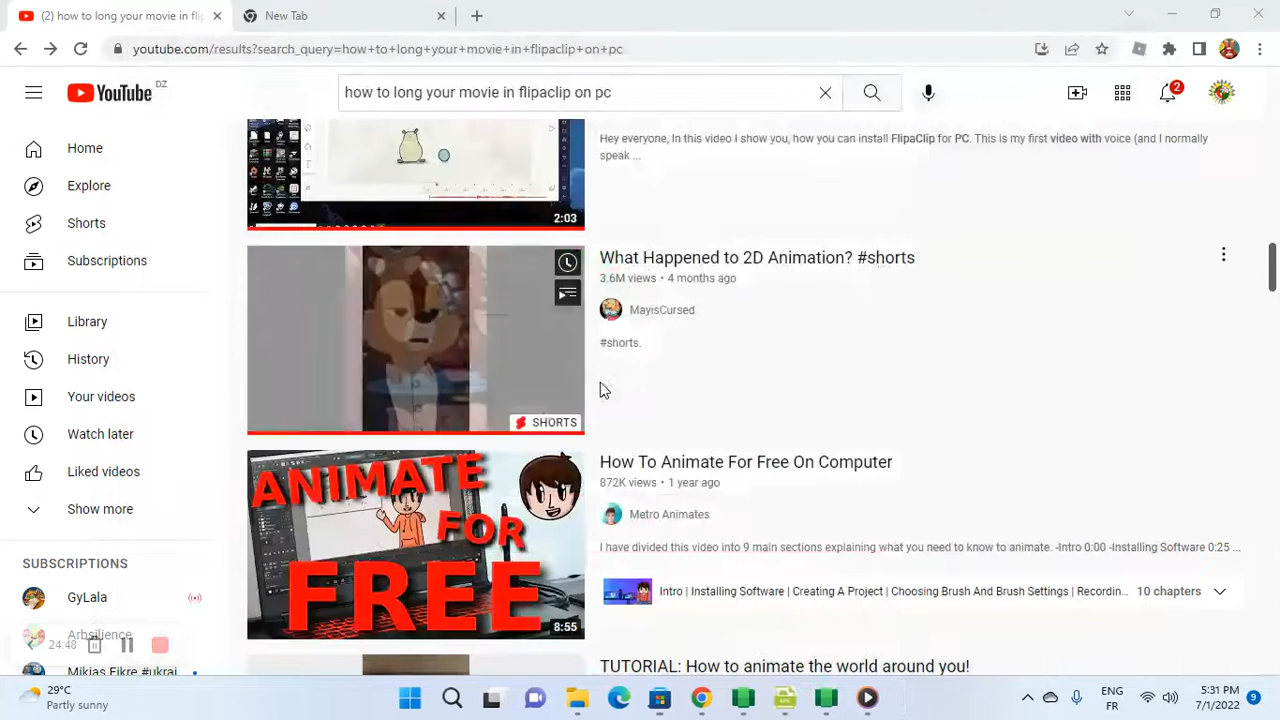 (2) how to long your movie in fli
New Tab
youtube.com/results?search_query=how+to+long+your+movie+in+flipaclip+on+pc
YouTube DZ
how to long your movie in flipaclip on pc
2
Home
Explore
Shorts
Subscriptions
Library
History
Your videos
Watch later
Liked videos
Show more
SUBSCRIPTIONS
GyLala
Arbsilience
Mikias Fikre #ukrai
24:48
2:03
Hey everyone, In this video I show you, how you can install FlipaClip for PC. This is my first video with voice (and I normally
speak ...
SHORTS
What Happened to 2D Animation? #shorts
3.6M views • 4 months ago
MayisCursed
#shorts.
ANIMATE
FOR
FREE
8:55
How To Animate For Free On Computer
872K views • 1 year ago
Metro Animates
I have divided this video into 9 main sections explaining what you need to know to animate. -Intro 0:00 -Installing Software 0:25 ...
Intro | Installing Software | Creating A Project | Choosing Brush And Brush Settings | Recordin... 10 chapters
TUTORIAL: How to animate the world around you!
29°C
Partly sunny
ENG
FR
5:31 PM
7/1/2022
9